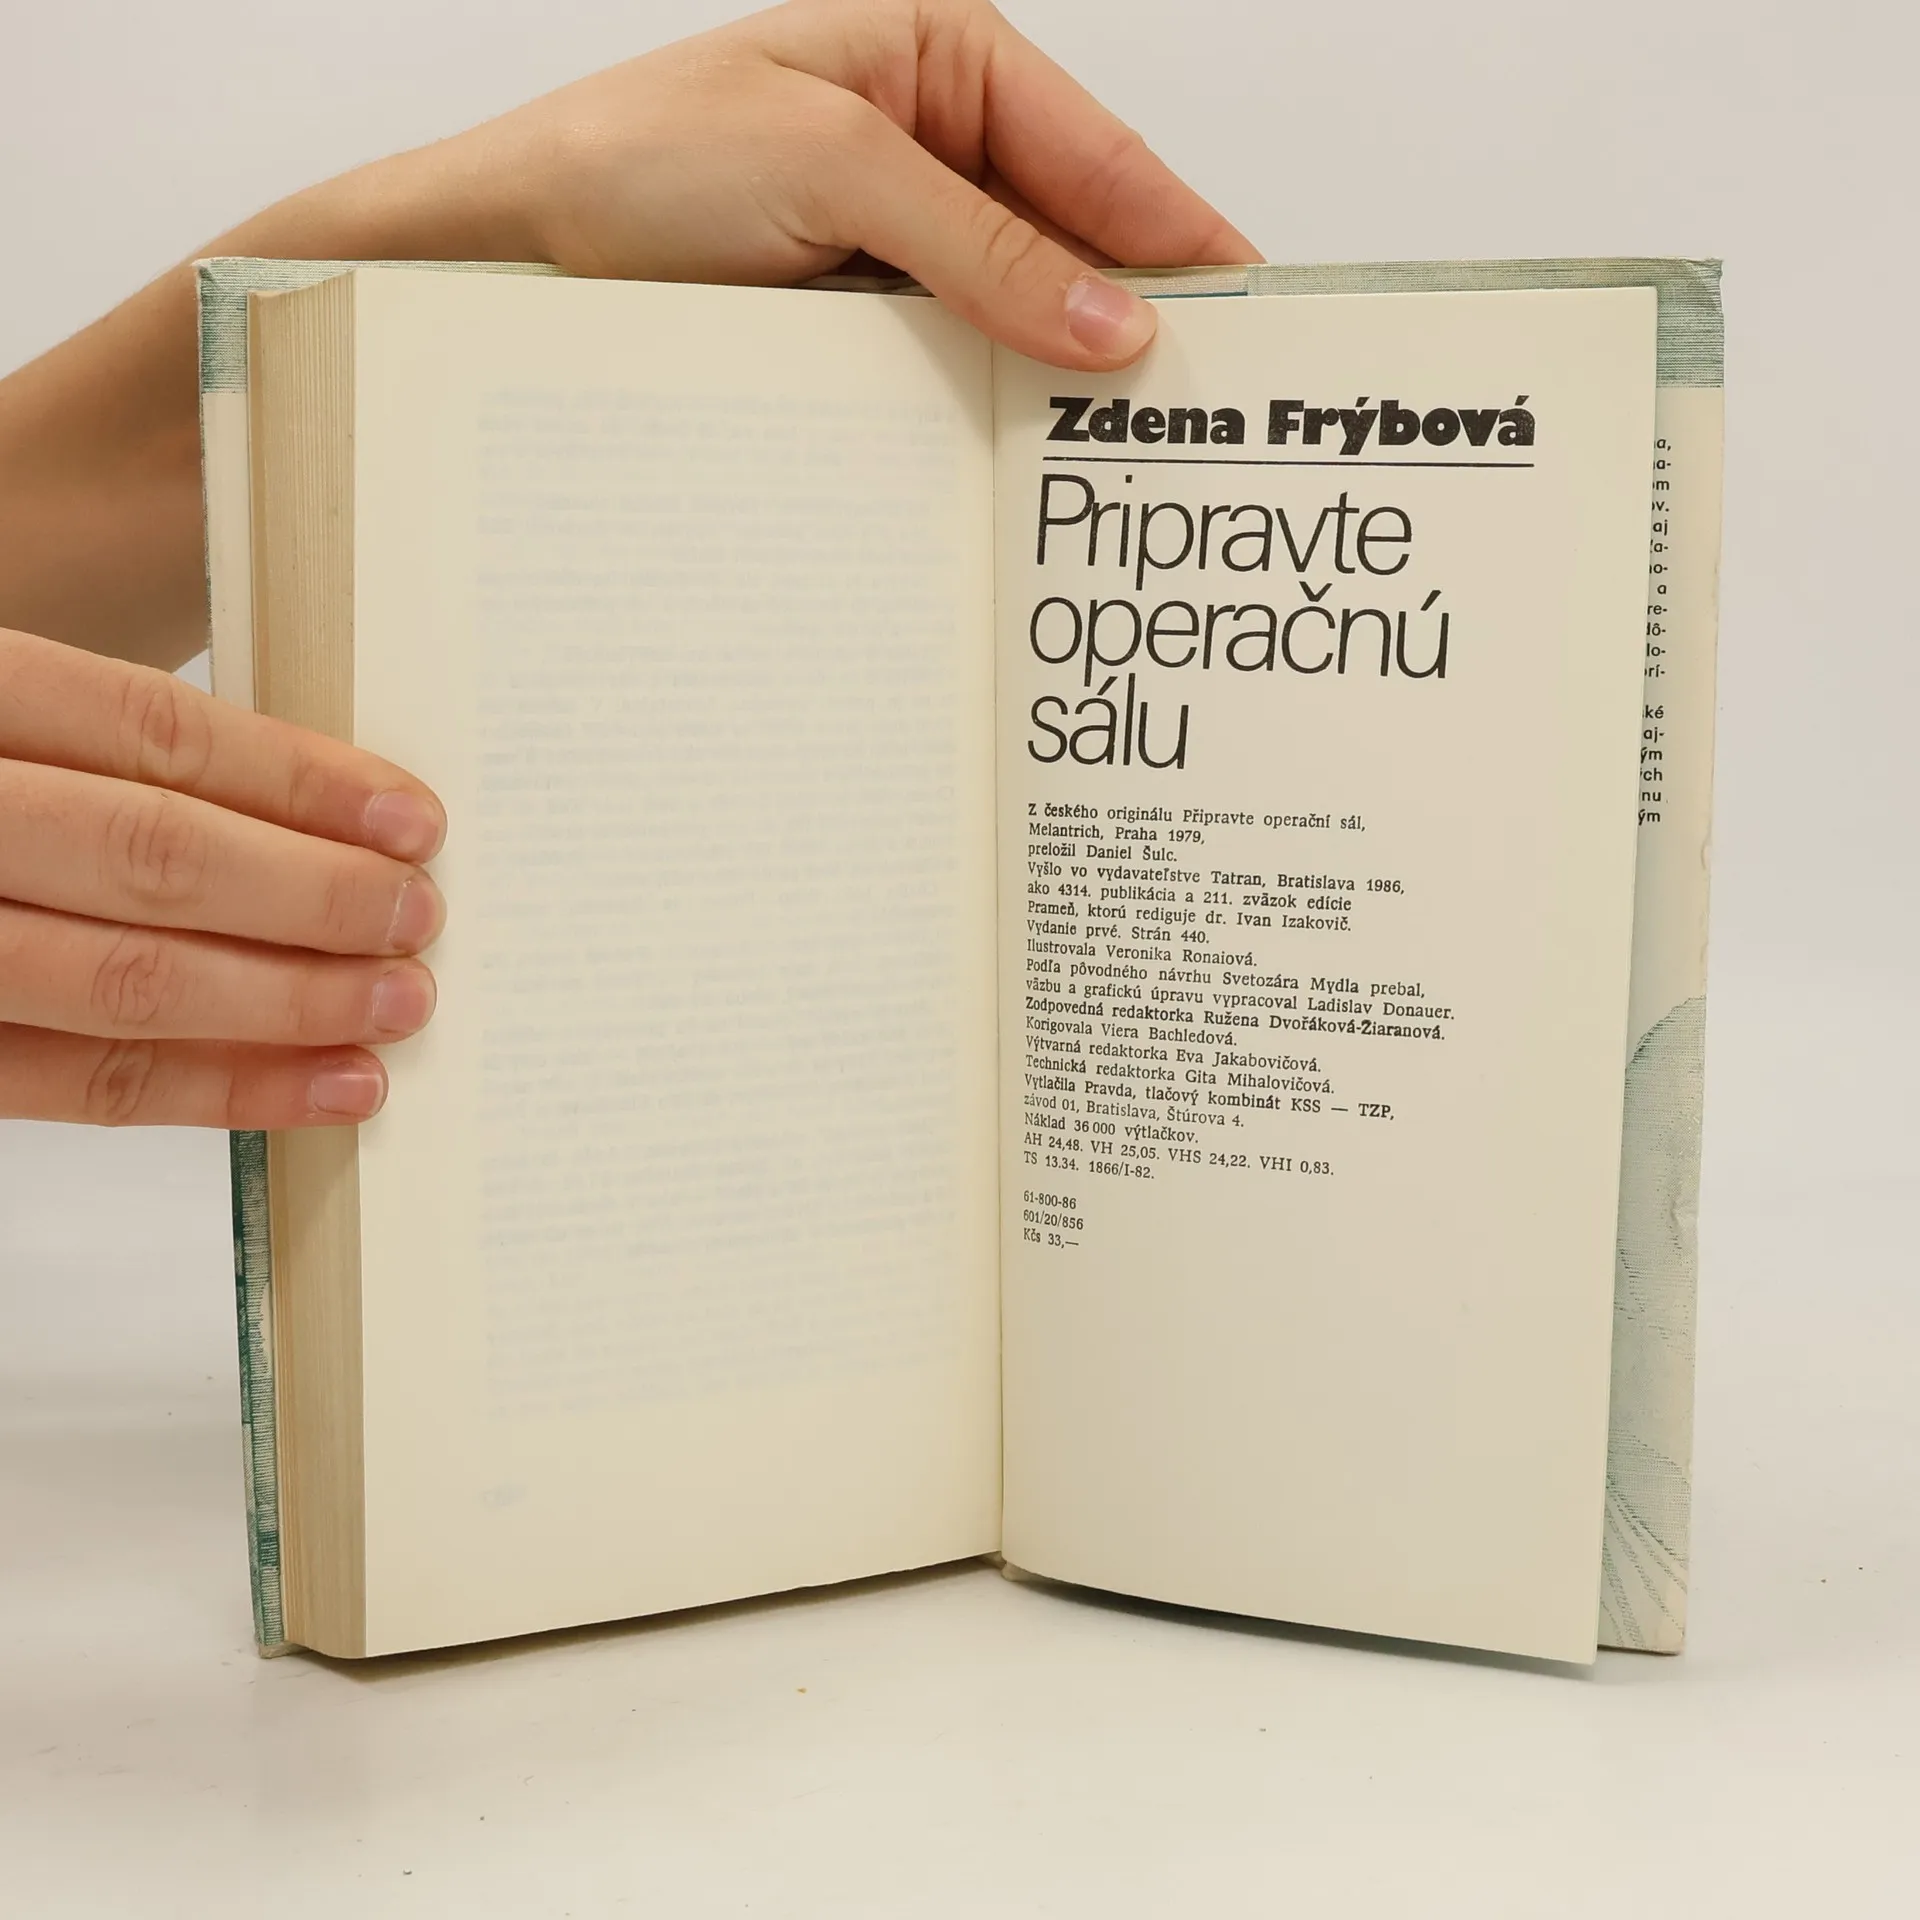 Zdena Frýbová
Pripravte
operačnú
sálu
Z českého originálu Připravte operační sál,
Melantrich, Praha 1979,
preložil Daniel Šulc.
Vyšlo vo vydavateľstve Tatran, Bratislava 1986,
ako 4314. publikácia a 211. zväzok edície
Prameň, ktorú rediguje dr. Ivan Izakovič.
Vydanie prvé. Strán 440.
Ilustrovala Veronika Ronaiová.
Podľa pôvodného návrhu Svetozára Mydla prebal,
väzbu a grafickú úpravu vypracoval Ladislav Donauer.
Zodpovedná redaktorka Ružena Dvořáková-Žiaranová.
Korigovala Viera Bachledová.
Výtvarná redaktorka Eva Jakabovičová.
Technická redaktorka Gita Mihalovičová.
Vytlačila Pravda, tlačový kombinát KSS — TZP,
závod 01, Bratislava, Štúrova 4.
Náklad 36 000 výtlačkov.
AH 24,48. VH 25,05. VHS 24,22. VHI 0,83.
TS 13.34. 1866/I-82.
61-800-86
601/20/856
Kčs 33,—